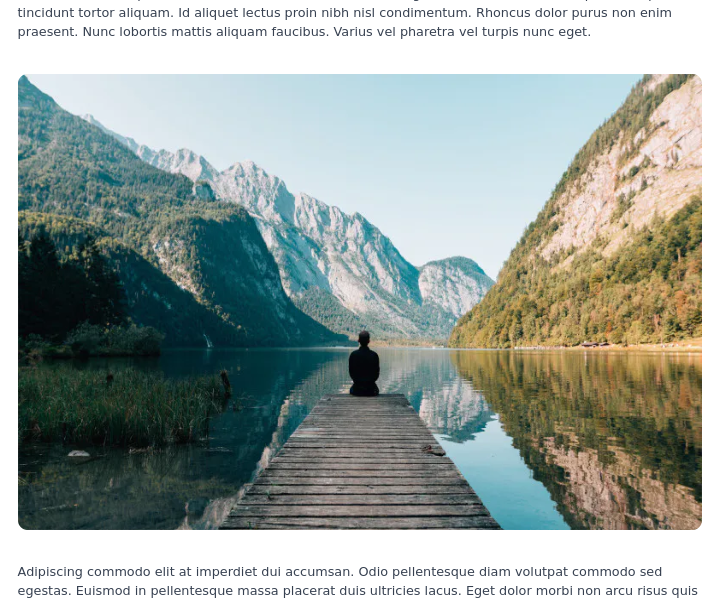 tincidunt tortor aliquam. Id aliquet lectus proin nibh nisl condimentum. Rhoncus dolor purus non enim
praesent. Nunc lobortis mattis aliquam faucibus. Varius vel pharetra vel turpis nunc eget.
Adipiscing commodo elit at imperdiet dui accumsan. Odio pellentesque diam volutpat commodo sed
egestas. Euismod in pellentesque massa placerat duis ultricies lacus. Eget dolor morbi non arcu risus quis